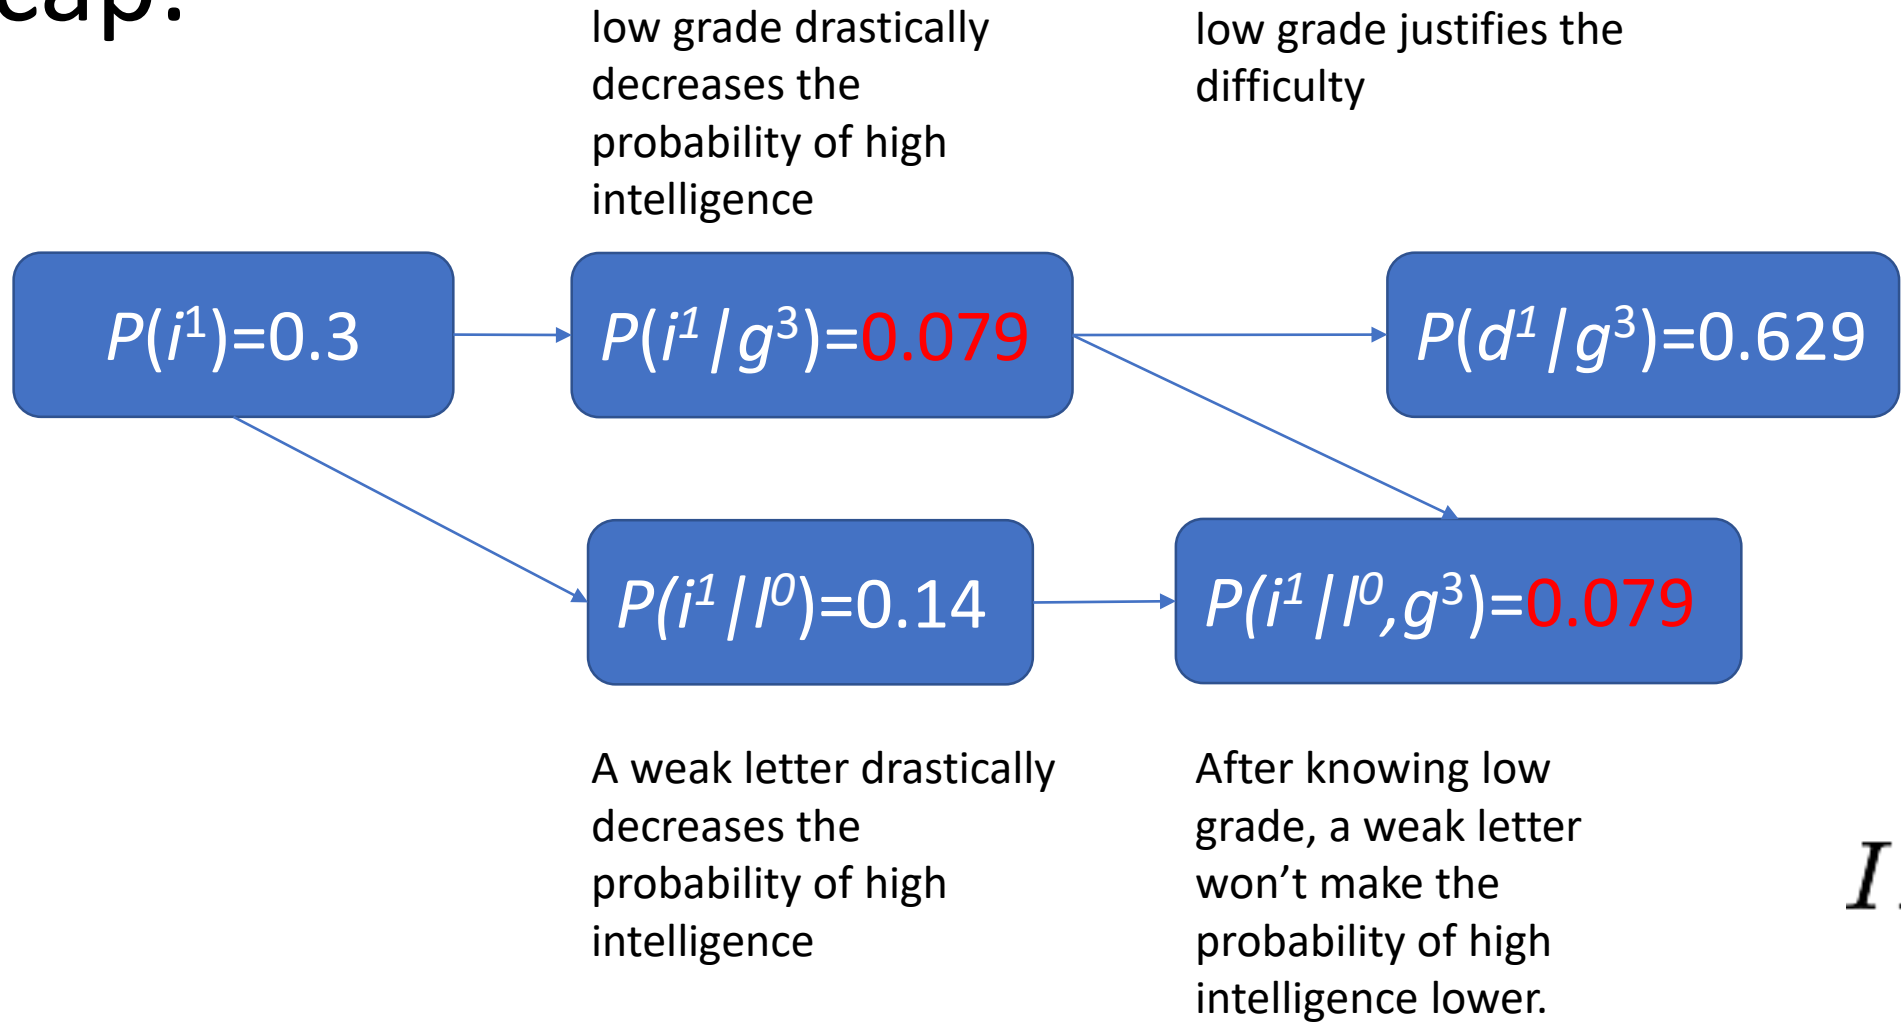 cap:
low grade drastically
decreases the
probability of high
intelligence
low grade justifies the
difficulty
P(i¹)=0.3
P(i¹|g³)=0.079
P(d¹|g³)=0.629
P(i¹|l⁰)=0.14
P(i¹|l⁰,g³)=0.079
A weak letter drastically
decreases the
probability of high
intelligence
After knowing low
grade, a weak letter
won’t make the
probability of high
intelligence lower.
I